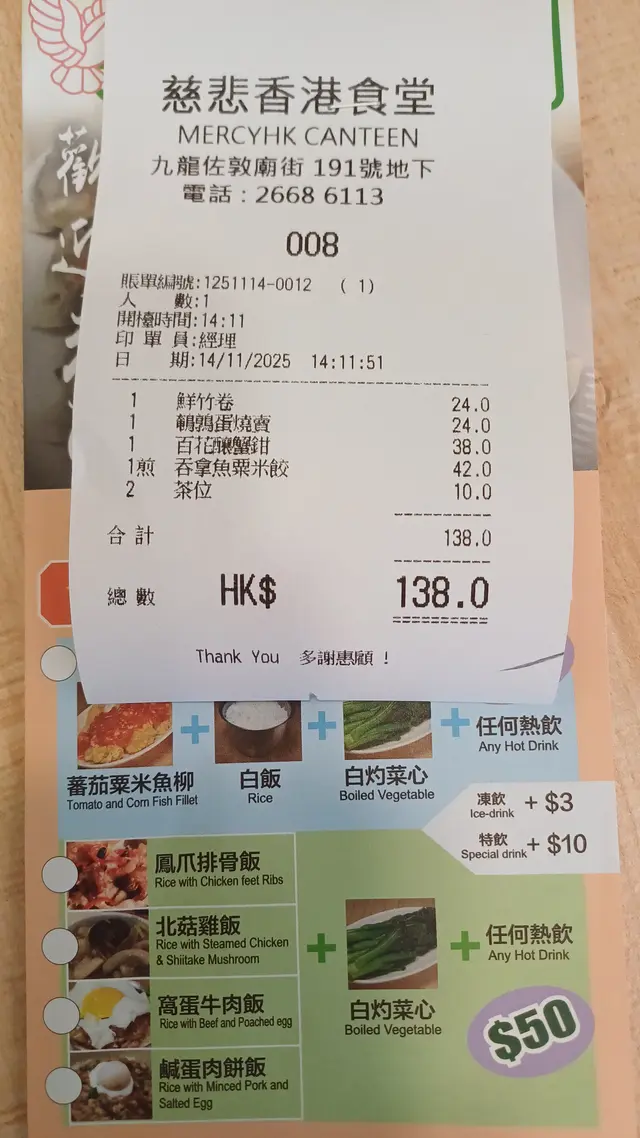 慈悲香港食堂
MERCYHK CANTEEN
九龍佐敦廟街 191號地下
電話：2668 6113
008
賬單編號:1251114-0012 ( 1)
人 數:1
開檯時間:14:11
印 單 員:經理
日 期:14/11/2025 14:11:51
1 鮮竹卷 24.0
1 鵪鶉蛋燒賣 24.0
1 百花釀蟹鉗 38.0
1煎 吞拿魚粟米餃 42.0
2 茶位 10.0
合計 138.0
總數 HK$ 138.0
Thank You 多謝惠顧 !
歡
迎
蕃茄粟米魚柳 + 白飯 + 白灼菜心 + 任何熱飲
Tomato and Corn Fish Fillet Rice Boiled Vegetable Any Hot Drink
凍飲 + $3
Ice-drink
特飲 + $10
Special drink
鳳爪排骨飯
Rice with Chicken feet Ribs
北菇雞飯
Rice with Steamed Chicken
& Shiitake Mushroom
窩蛋牛肉飯
Rice with Beef and Poached egg
鹹蛋肉餅飯
Rice with Minced Pork and
Salted Egg
+ 白灼菜心 + 任何熱飲
Boiled Vegetable Any Hot Drink
$50